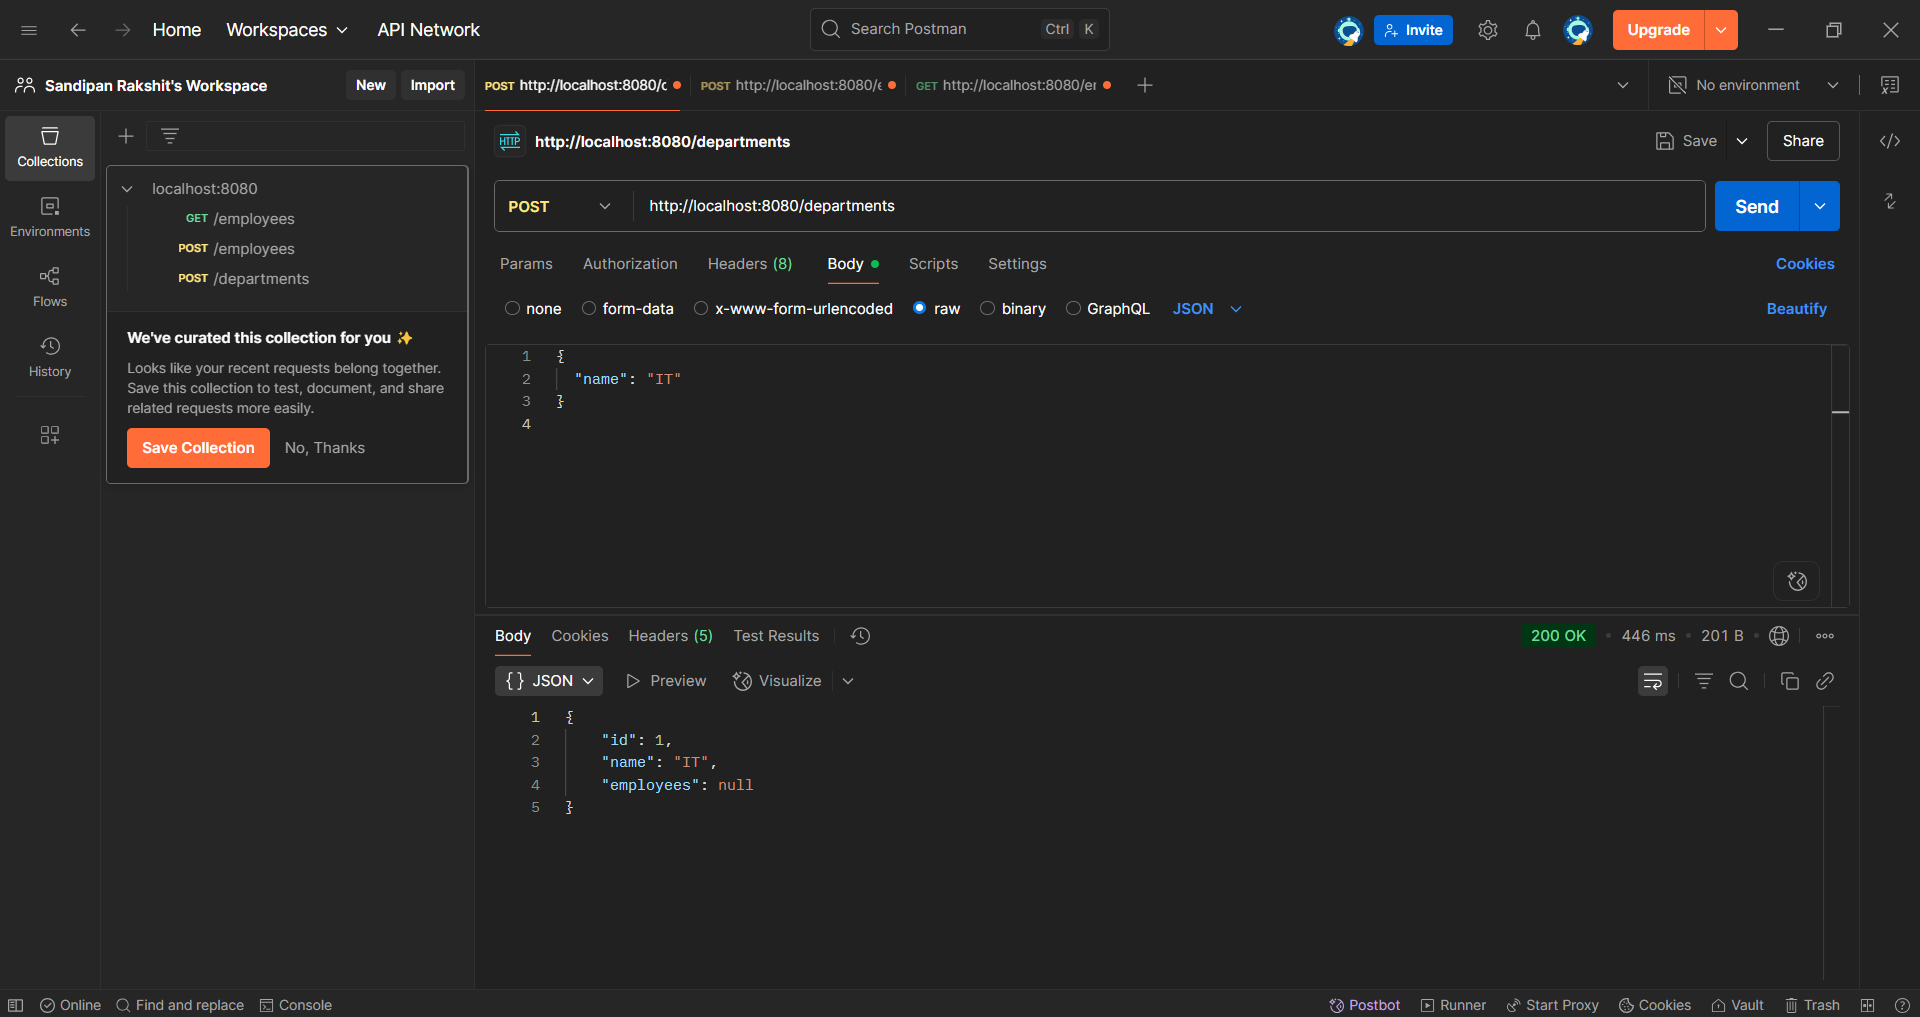 Home Workspaces API Network Search Postman Ctrl K Invite Upgrade
Sandipan Rakshit's Workspace New Import POST http://localhost:8080/ POST http://localhost:8080/ GET http://localhost:8080/ No environment
Collections
Environments
Flows
History
localhost:8080
GET /employees
POST /employees
POST /departments
We've curated this collection for you ✨
Looks like your recent requests belong together.
Save this collection to test, document, and share
related requests more easily.
Save Collection No, Thanks
HTTP http://localhost:8080/departments Save Share
POST http://localhost:8080/departments Send
Params Authorization Headers (8) Body Scripts Settings Cookies
none form-data x-www-form-urlencoded raw binary GraphQL JSON Beautify
1 {
2 "name": "IT"
3 }
4
Body Cookies Headers (5) Test Results 200 OK • 446 ms • 201 B
{} JSON Preview Visualize
1 {
2 "id": 1,
3 "name": "IT",
4 "employees": null
5 }
Online Find and replace Console Postbot Runner Start Proxy Cookies Vault Trash